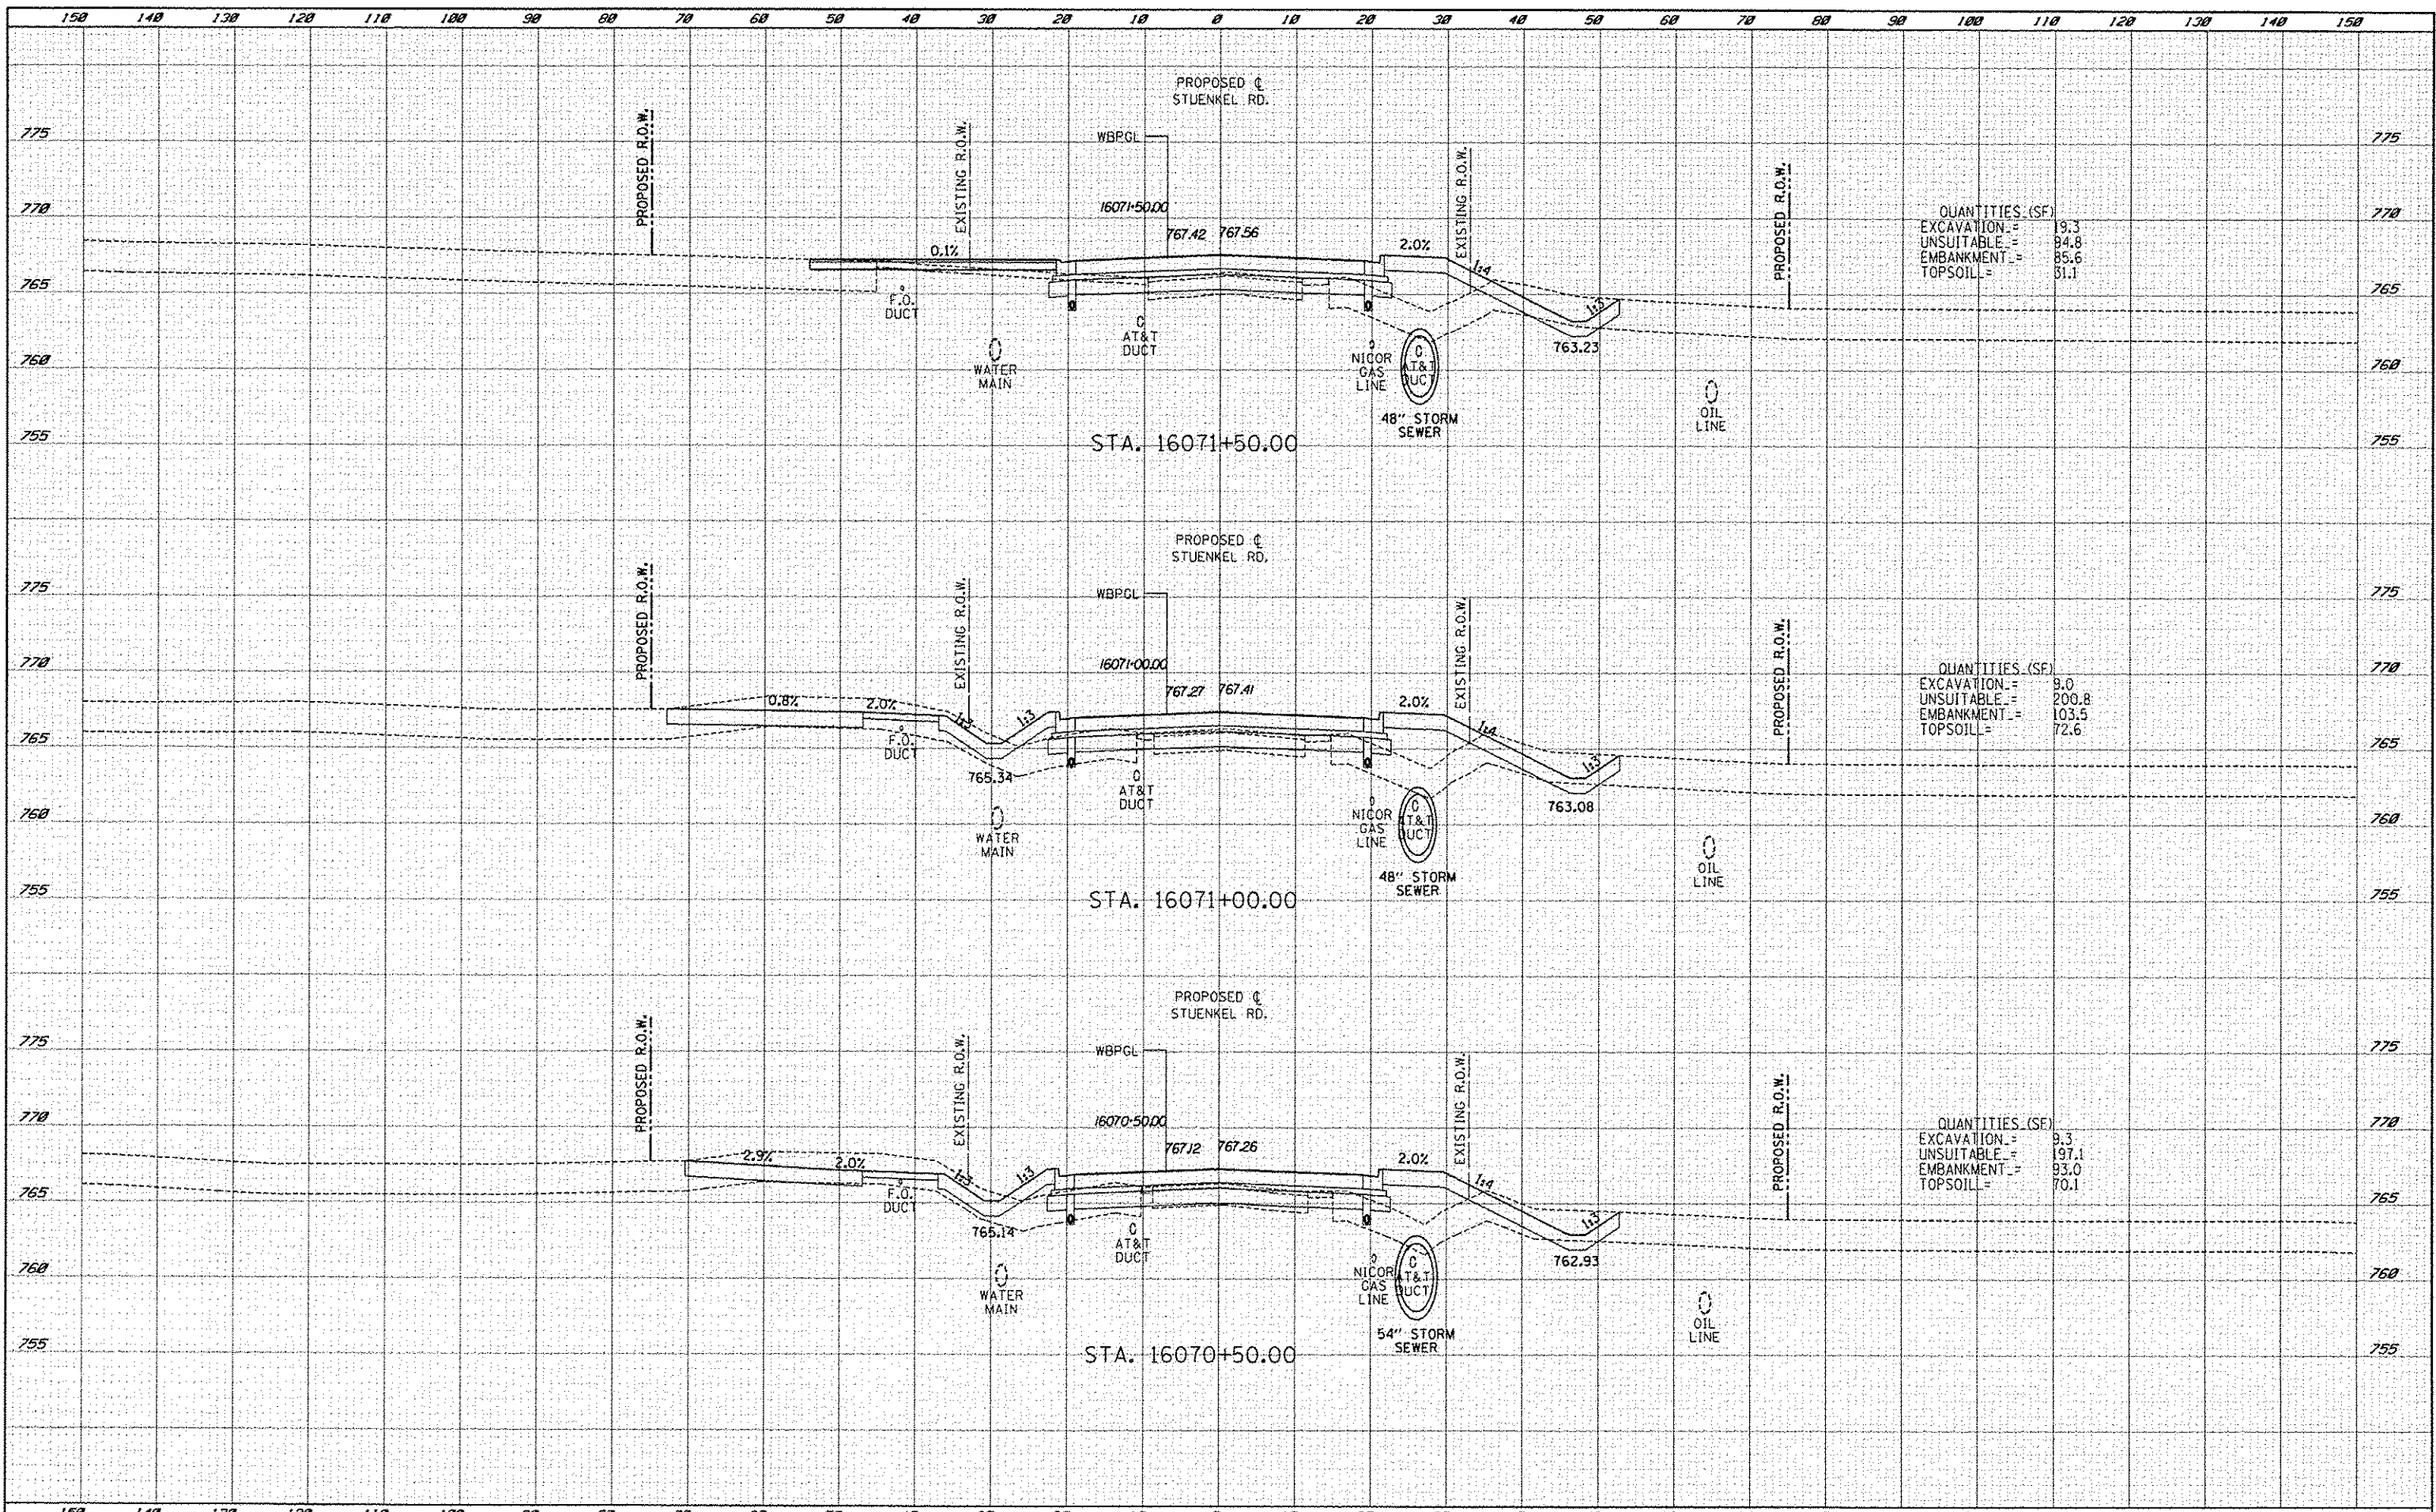 150 140 130 120 110 100 90 80 70 60 50 40 30 20 10 0 10 20 30 40 50 60 70 80 90 100 110 120 130 140 150
PROPOSED ℄
STUENKEL RD.
775 775
PROPOSED R.O.W.
EXISTING R.O.W.
WBPGL
EXISTING R.O.W.
PROPOSED R.O.W.
770 770
16071+50.00
767.42 767.56
0.1%
2.0%
1:4
1:3
QUANTITIES (SF)
EXCAVATION = 19.3
UNSUITABLE = 94.8
EMBANKMENT = 85.6
TOPSOIL = 31.1
765 765
F.O.
DUCT
AT&T
DUCT
WATER
MAIN
NICOR
GAS
LINE
AT&T
DUCT
763.23
760 760
48" STORM
SEWER
OIL
LINE
755 755
STA. 16071+50.00
PROPOSED ℄
STUENKEL RD.
775 775
PROPOSED R.O.W.
EXISTING R.O.W.
WBPGL
EXISTING R.O.W.
PROPOSED R.O.W.
770 770
16071+00.00
767.27 767.41
0.8%
2.0%
1:3
1:3
2.0%
1:4
1:3
QUANTITIES (SF)
EXCAVATION = 9.0
UNSUITABLE = 200.8
EMBANKMENT = 103.5
TOPSOIL = 72.6
765 765
F.O.
DUCT
765.34
AT&T
DUCT
WATER
MAIN
NICOR
GAS
LINE
AT&T
DUCT
763.08
760 760
48" STORM
SEWER
OIL
LINE
755 755
STA. 16071+00.00
PROPOSED ℄
STUENKEL RD.
775 775
PROPOSED R.O.W.
EXISTING R.O.W.
WBPGL
EXISTING R.O.W.
PROPOSED R.O.W.
770 770
16070+50.00
767.12 767.26
2.9%
2.0%
1:3
1:3
2.0%
1:4
1:3
QUANTITIES (SF)
EXCAVATION = 9.3
UNSUITABLE = 197.1
EMBANKMENT = 93.0
TOPSOIL = 70.1
765 765
F.O.
DUCT
765.14
AT&T
DUCT
WATER
MAIN
NICOR
GAS
LINE
AT&T
DUCT
762.93
760 760
54" STORM
SEWER
OIL
LINE
755 755
STA. 16070+50.00